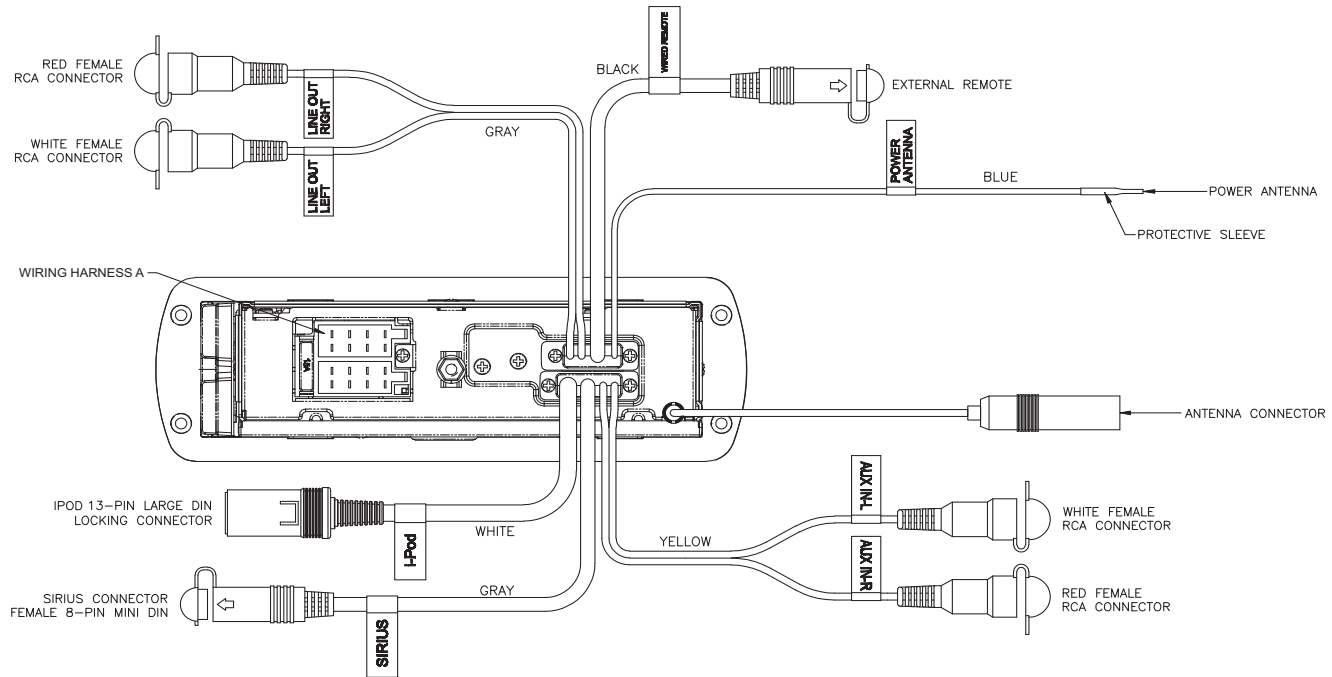 RED FEMALE
RCA CONNECTOR
LINE OUT
RIGHT
WHITE FEMALE
RCA CONNECTOR
LINE OUT
LEFT
GRAY
BLACK
WIRED REMOTE
EXTERNAL REMOTE
POWER
ANTENNA
BLUE
POWER ANTENNA
PROTECTIVE SLEEVE
WIRING HARNESS A
15A
ANTENNA CONNECTOR
IPOD 13-PIN LARGE DIN
LOCKING CONNECTOR
I-Pod
WHITE
SIRIUS CONNECTOR
FEMALE 8-PIN MINI DIN
SIRIUS
GRAY
YELLOW
AUX IN-L
WHITE FEMALE
RCA CONNECTOR
AUX IN-R
RED FEMALE
RCA CONNECTOR